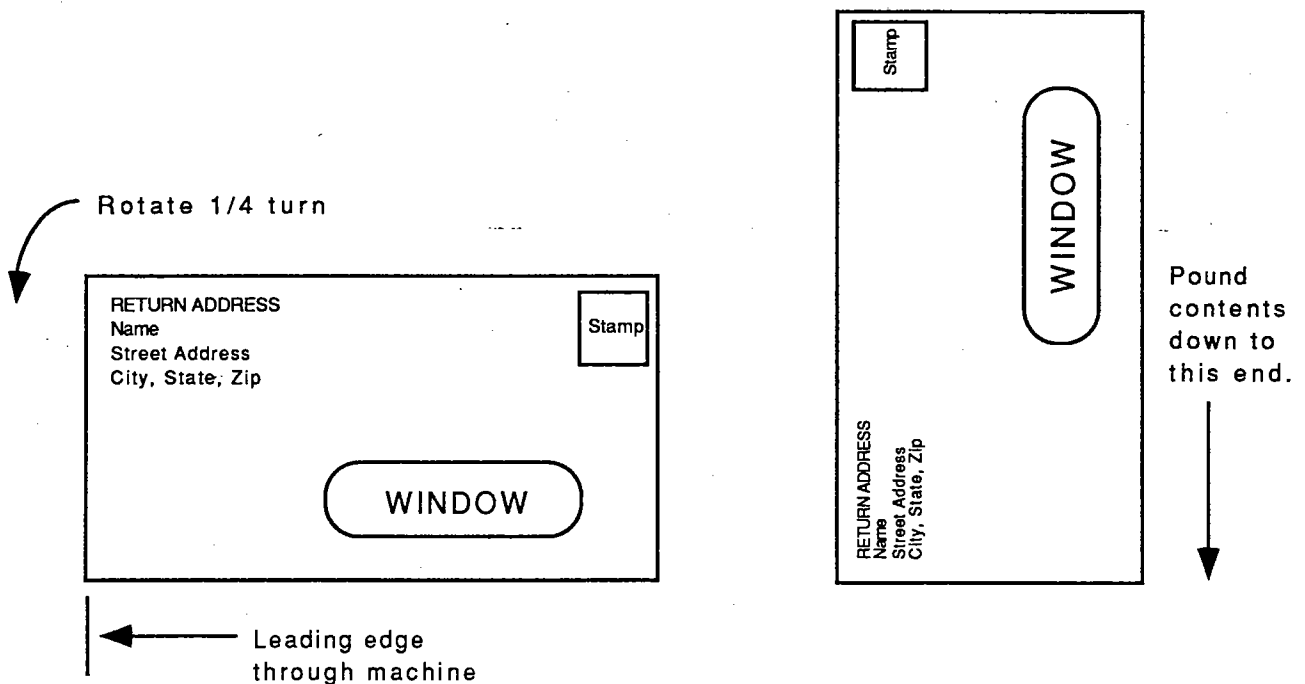 Rotate 1/4 turn
RETURN ADDRESS
Name
Street Address
City, State, Zip
Stamp
WINDOW
Leading edge
through machine
Stamp
WINDOW
RETURN ADDRESS
Name
Street Address
City, State, Zip
Pound
contents
down to
this end.